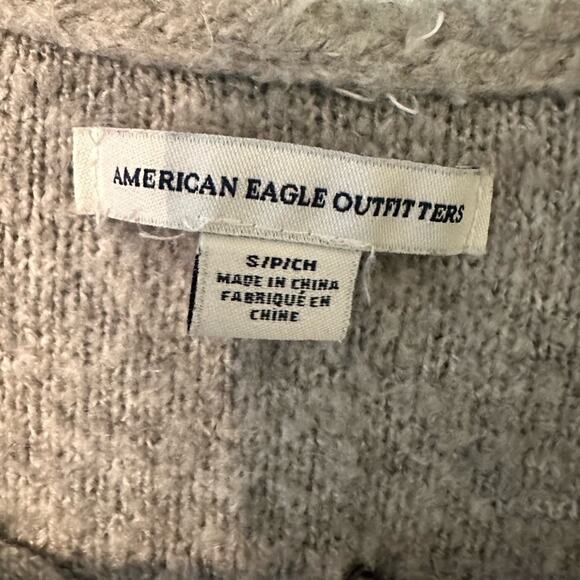 AMERICAN EAGLE OUTFITTERS
S/P/CH
MADE IN CHINA
FABRIQUÉ EN
CHINE